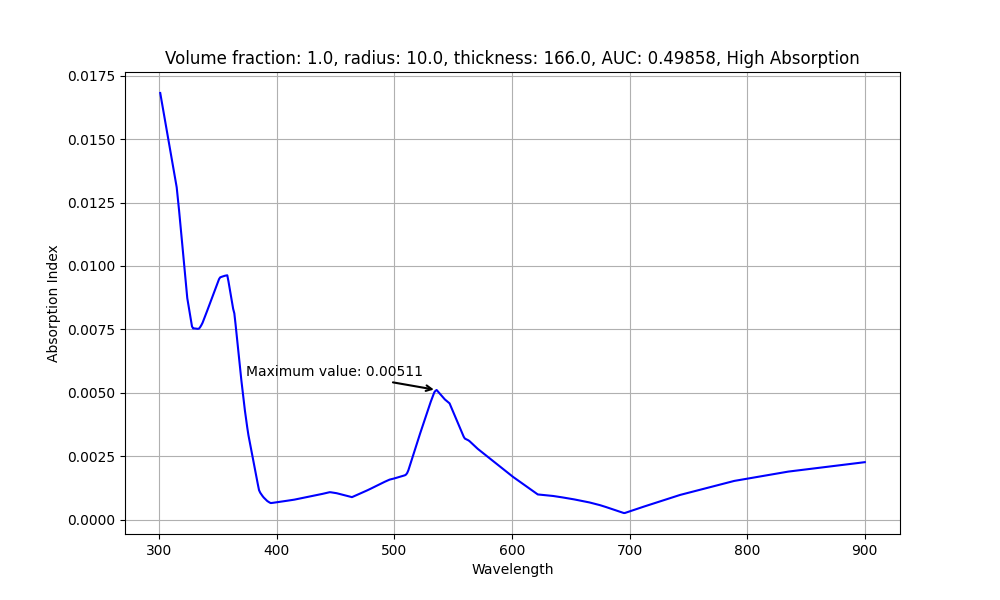 Volume fraction: 1.0, radius: 10.0, thickness: 166.0, AUC: 0.49858, High Absorption
0.0175
0.0150
0.0125
0.0100
0.0075
0.0050
0.0025
0.0000
Absorption Index
Maximum value: 0.00511
300 400 500 600 700 800 900
Wavelength